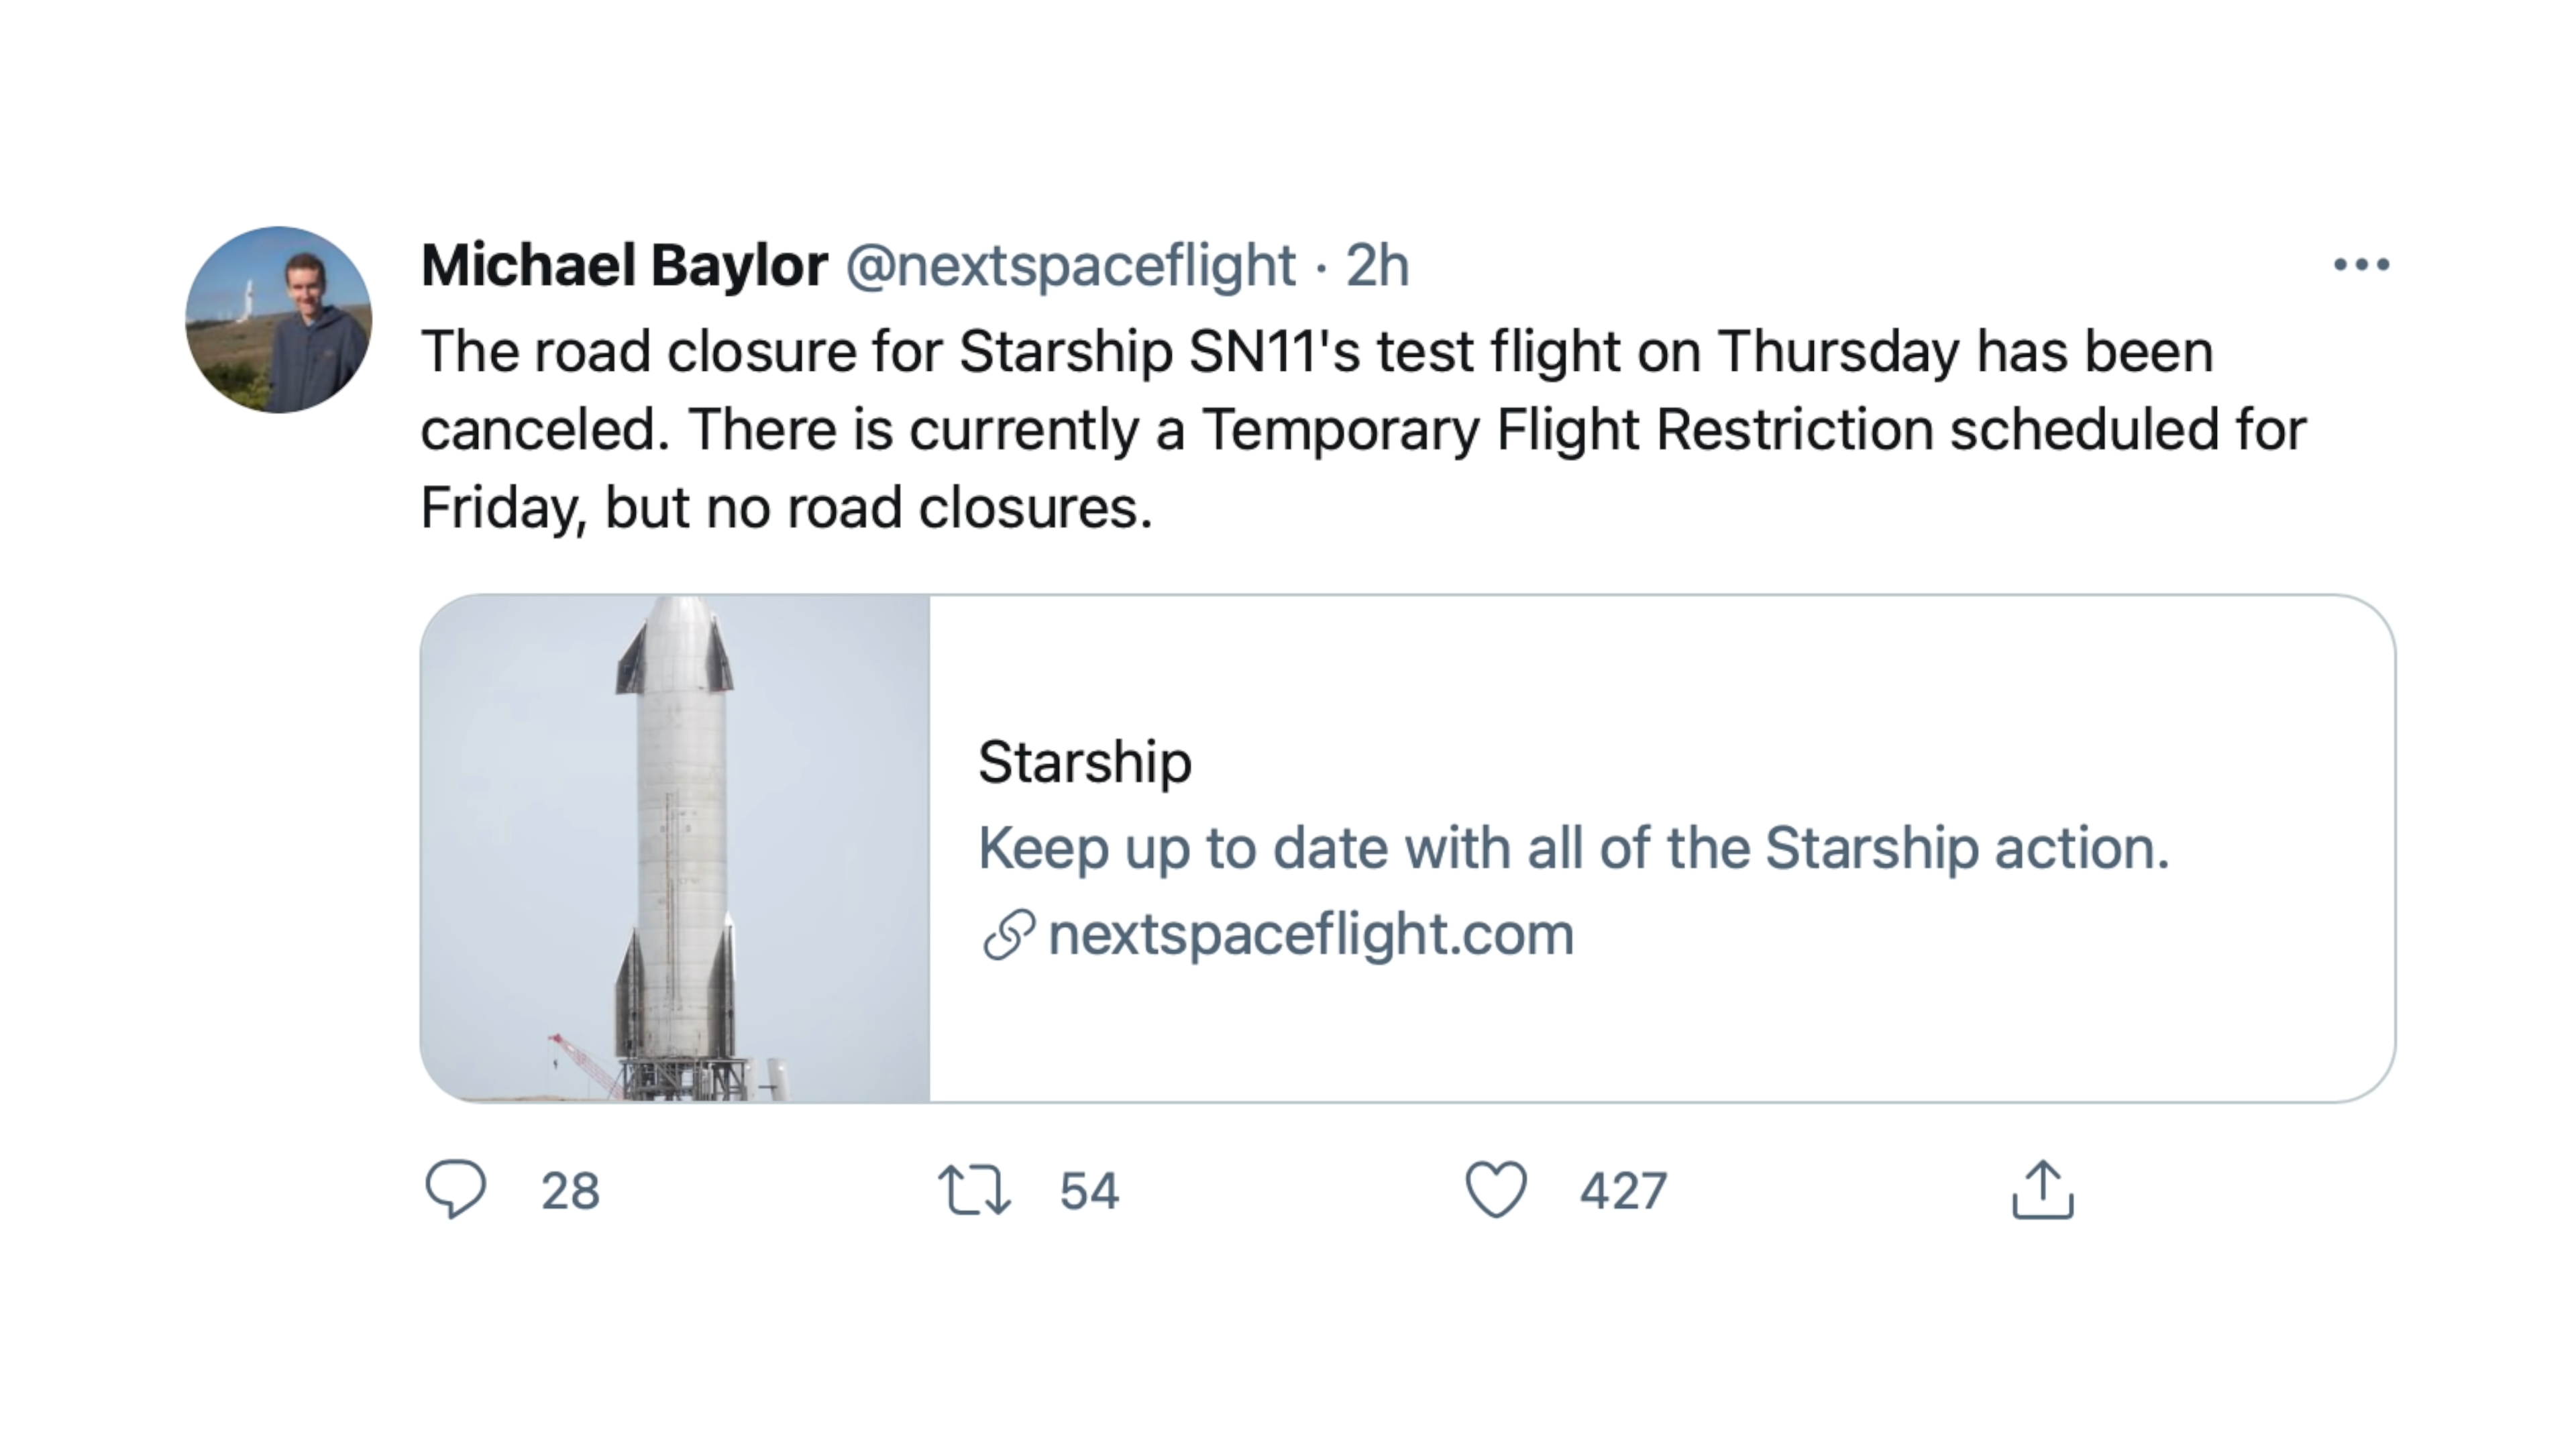 Michael Baylor @nextspaceflight · 2h
The road closure for Starship SN11's test flight on Thursday has been
canceled. There is currently a Temporary Flight Restriction scheduled for
Friday, but no road closures.
Starship
Keep up to date with all of the Starship action.
nextspaceflight.com
28 54 427